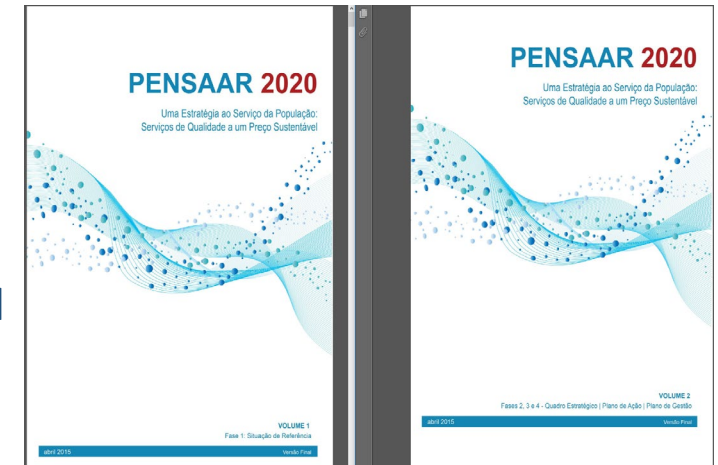 PENSAAR 2020
Uma Estratégia ao Serviço da População:
Serviços de Qualidade a um Preço Sustentável
VOLUME 1
Fase 1: Situação de Referência
abril 2015
Versão Final
PENSAAR 2020
Uma Estratégia ao Serviço da População:
Serviços de Qualidade a um Preço Sustentável
VOLUME 2
Fases 2, 3 e 4 - Quadro Estratégico | Plano de Ação | Plano de Gestão
abril 2015
Versão Final